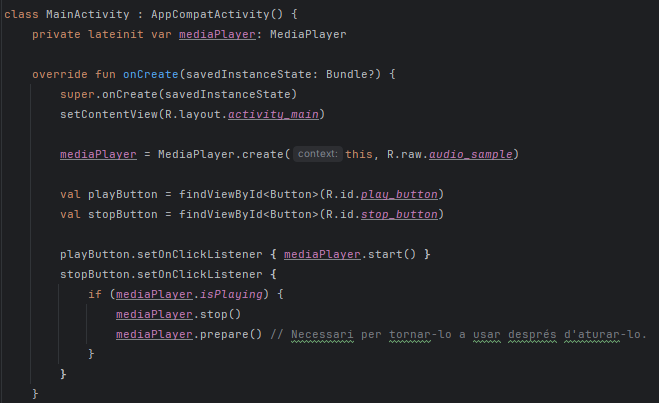 class MainActivity : AppCompatActivity() {
    private lateinit var mediaPlayer: MediaPlayer
    override fun onCreate(savedInstanceState: Bundle?) {
        super.onCreate(savedInstanceState)
        setContentView(R.layout.activity_main)
        mediaPlayer = MediaPlayer.create( context: this, R.raw.audio_sample)
        val playButton = findViewById<Button>(R.id.play_button)
        val stopButton = findViewById<Button>(R.id.stop_button)
        playButton.setOnClickListener { mediaPlayer.start() }
        stopButton.setOnClickListener {
            if (mediaPlayer.isPlaying) {
                mediaPlayer.stop()
                mediaPlayer.prepare() // Necessari per tornar-lo a usar després d'aturar-lo.
            }
        }
    }